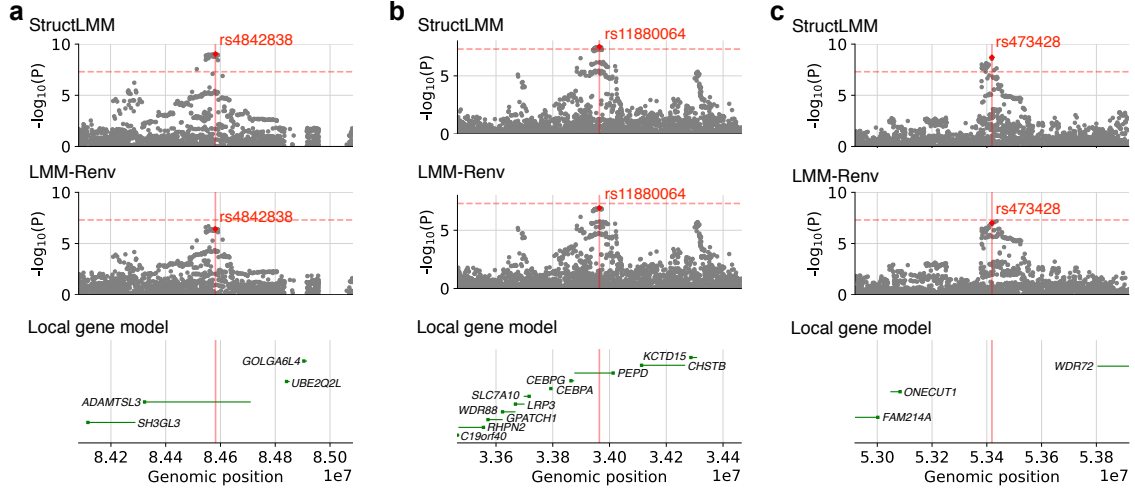 a
StructLMM
rs4842838
10
5
0
-log10(P)
LMM-Renv
rs4842838
10
5
0
-log10(P)
Local gene model
GOLGA6L4
UBE2Q2L
ADAMTSL3
SH3GL3
8.42 8.44 8.46 8.48 8.50
Genomic position 1e7
b
StructLMM
rs11880064
5
0
-log10(P)
LMM-Renv
rs11880064
5
0
-log10(P)
Local gene model
KCTD15
CHSTB
PEPD
CEBPG
CEBPA
SLC7A10
LRP3
WDR88
GPATCH1
RHPN2
C19orf40
3.36 3.38 3.40 3.42 3.44
Genomic position 1e7
c
StructLMM
rs473428
10
5
0
-log10(P)
LMM-Renv
rs473428
10
5
0
-log10(P)
Local gene model
WDR72
ONECUT1
FAM214A
5.30 5.32 5.34 5.36 5.38
Genomic position 1e7